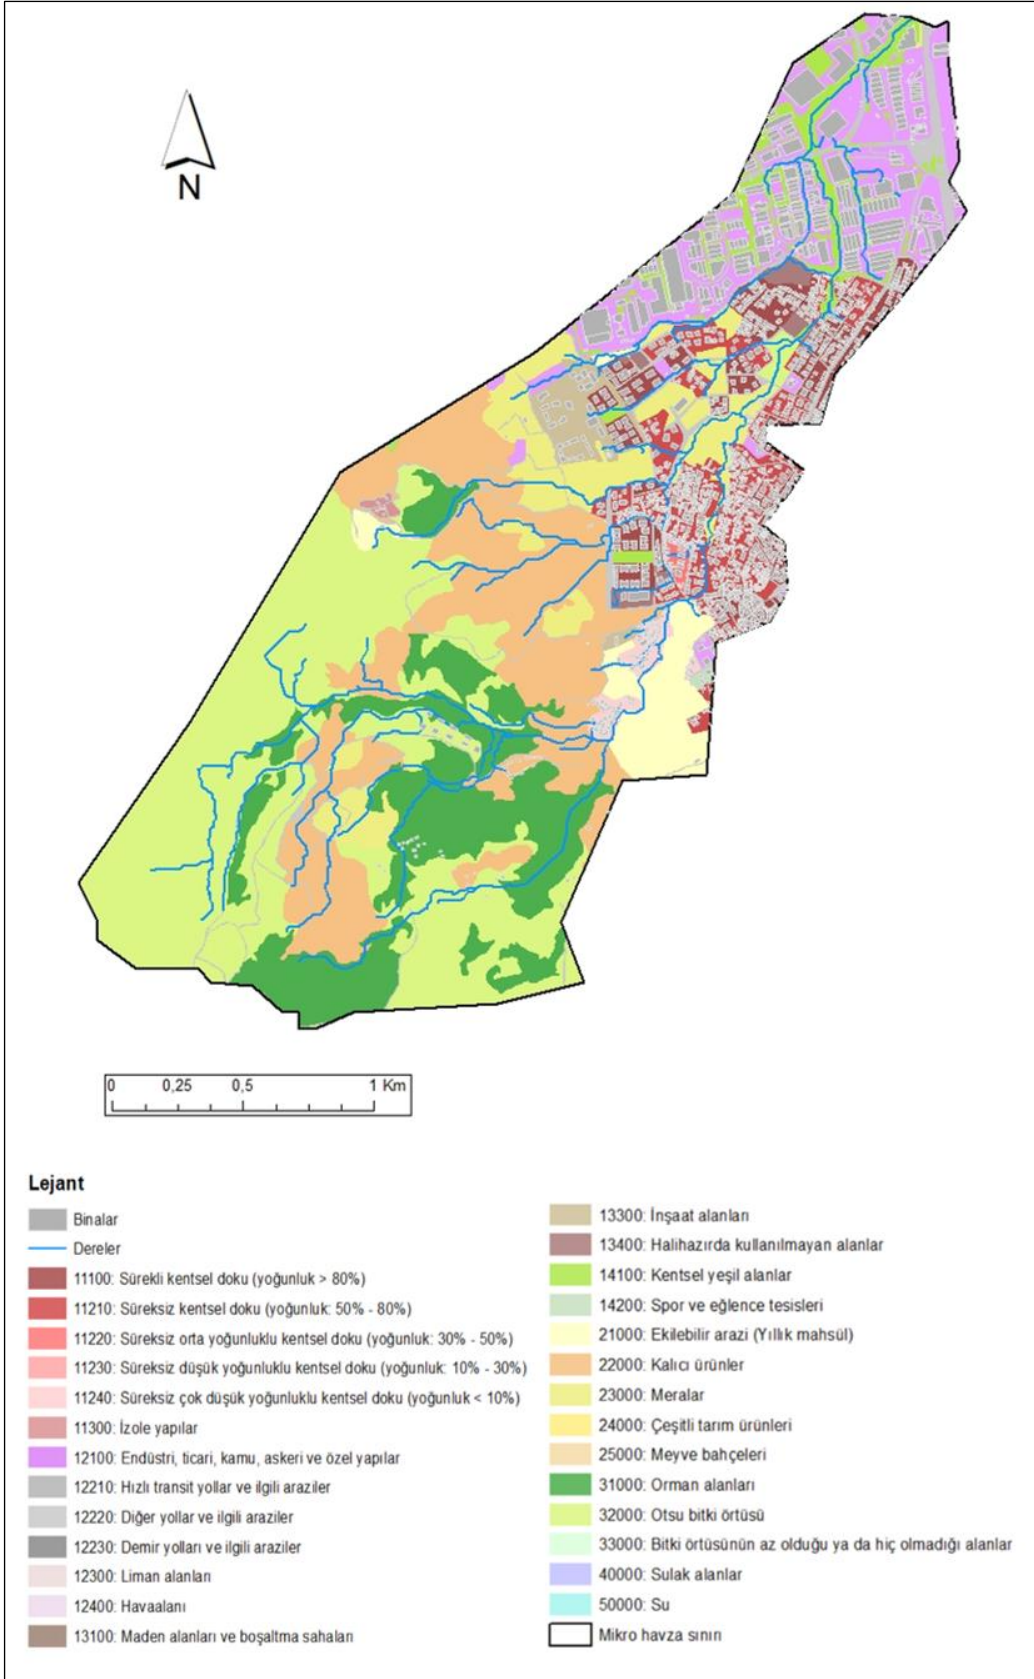 N
0 0,25 0,5 1 Km
Lejant
Binalar
Dereler
11100: Sürekli kentsel doku (yoğunluk > 80%)
11210: Süreksiz kentsel doku (yoğunluk: 50% - 80%)
11220: Süreksiz orta yoğunluklu kentsel doku (yoğunluk: 30% - 50%)
11230: Süreksiz düşük yoğunluklu kentsel doku (yoğunluk: 10% - 30%)
11240: Süreksiz çok düşük yoğunluklu kentsel doku (yoğunluk < 10%)
11300: İzole yapılar
12100: Endüstri, ticari, kamu, askeri ve özel yapılar
12210: Hızlı transit yollar ve ilgili araziler
12220: Diğer yollar ve ilgili araziler
12230: Demir yolları ve ilgili araziler
12300: Liman alanları
12400: Havaalanı
13100: Maden alanları ve boşaltma sahaları
13300: İnşaat alanları
13400: Halihazırda kullanılmayan alanlar
14100: Kentsel yeşil alanlar
14200: Spor ve eğlence tesisleri
21000: Ekilebilir arazi (Yıllık mahsül)
22000: Kalıcı ürünler
23000: Meralar
24000: Çeşitli tarım ürünleri
25000: Meyve bahçeleri
31000: Orman alanları
32000: Otsu bitki örtüsü
33000: Bitki örtüsünün az olduğu ya da hiç olmadığı alanlar
40000: Sulak alanlar
50000: Su
Mikro havza sınırı